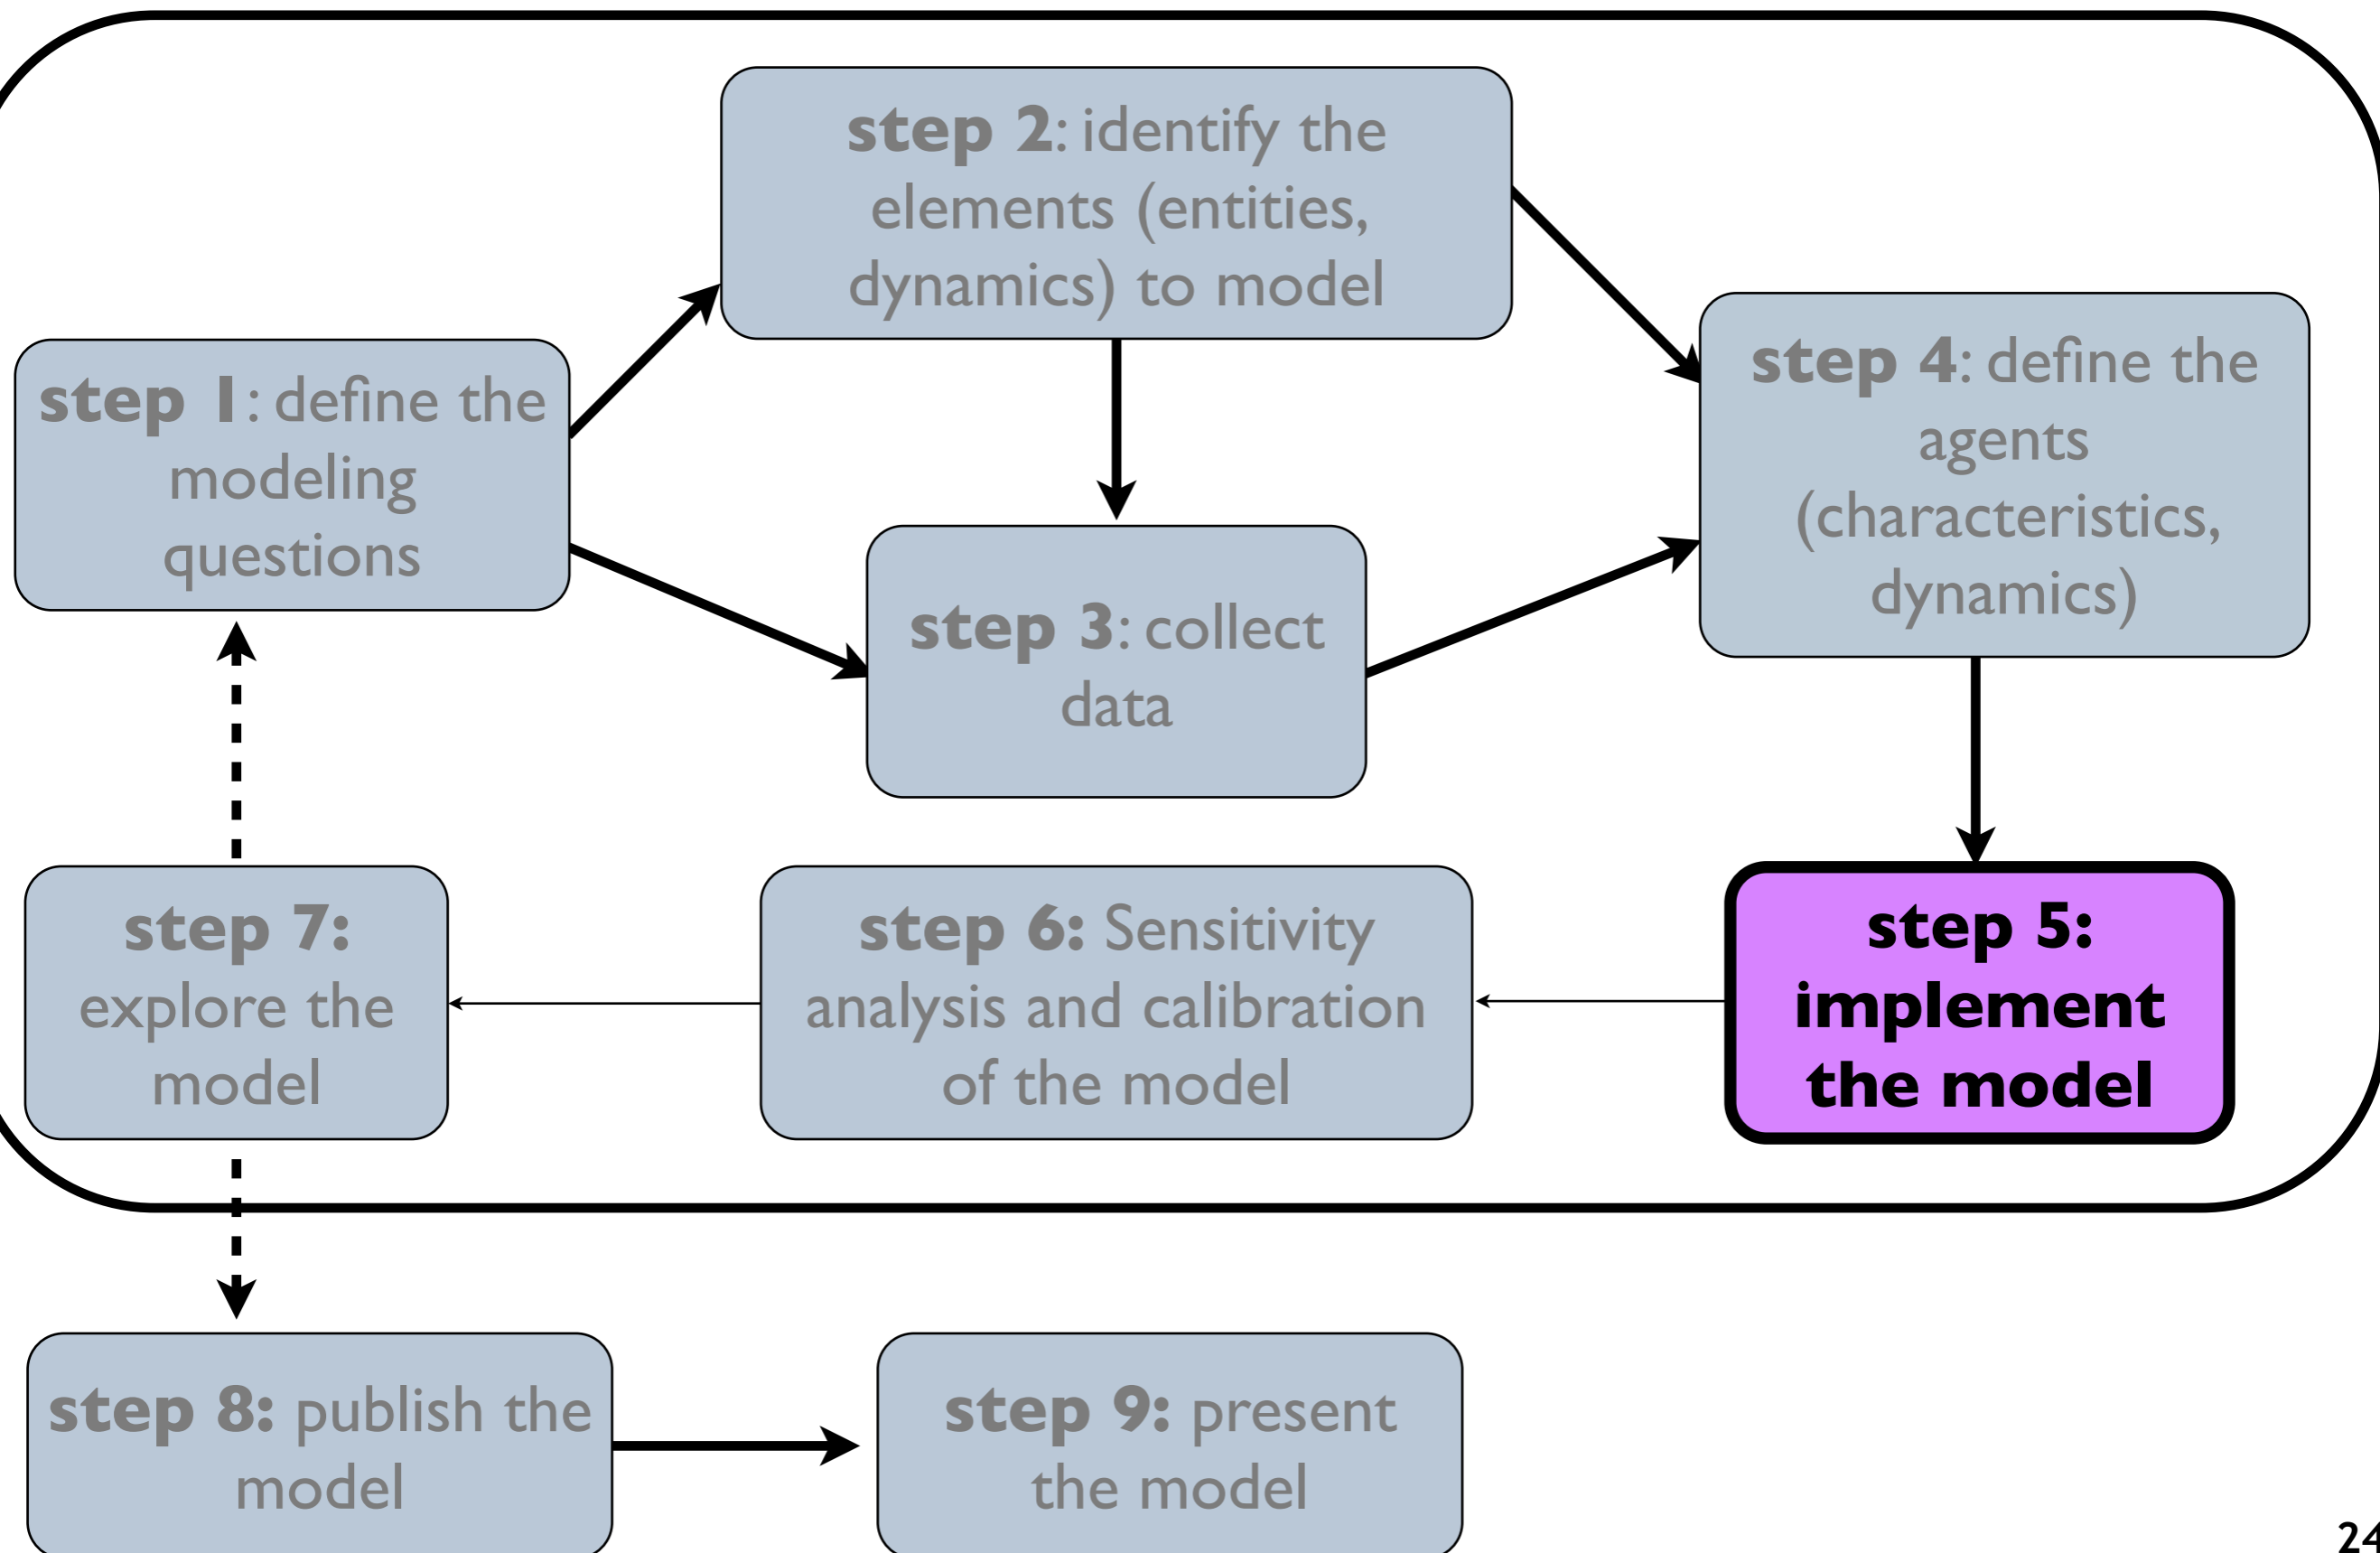 step 1: define the
modeling
questions
step 2: identify the
elements (entities,
dynamics) to model
step 3: collect
data
step 4: define the
agents
(characteristics,
dynamics)
step 5:
implement
the model
step 6: Sensitivity
analysis and calibration
of the model
step 7:
explore the
model
step 8: publish the
model
step 9: present
the model
24